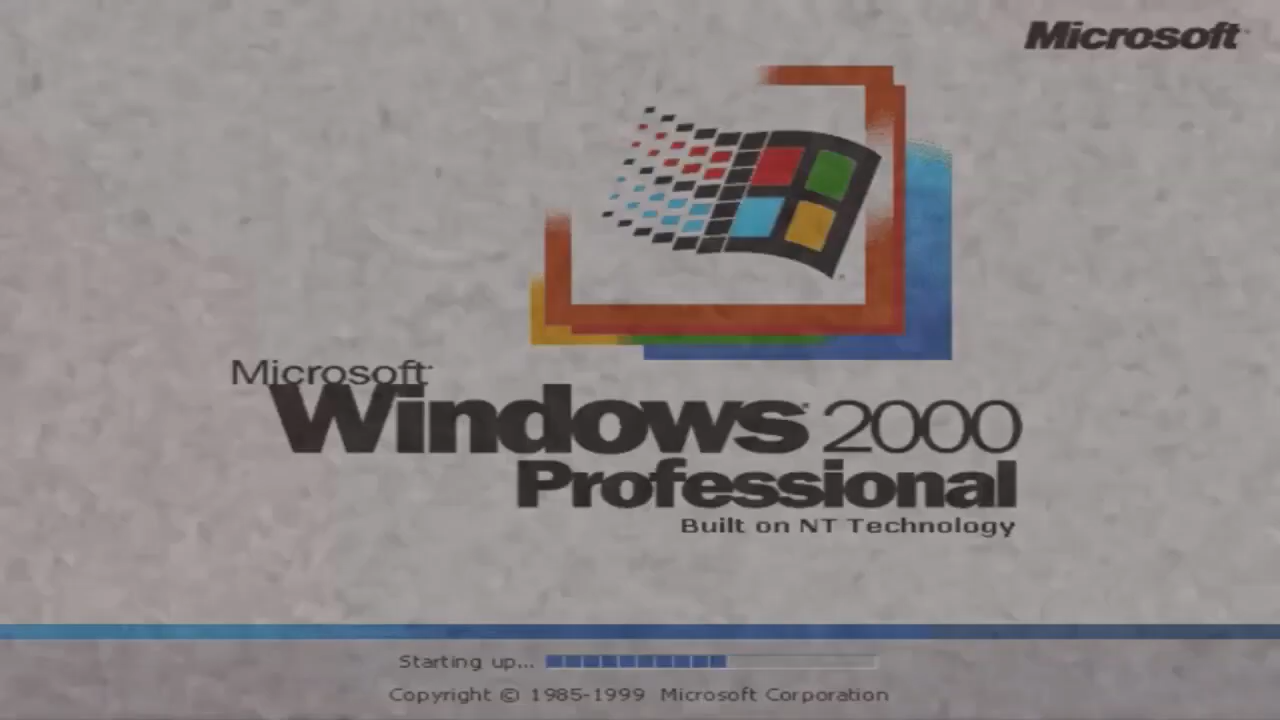 Microsoft
Microsoft
Windows 2000
Professional
Built on NT Technology
Starting up...
Copyright © 1985-1999 Microsoft Corporation